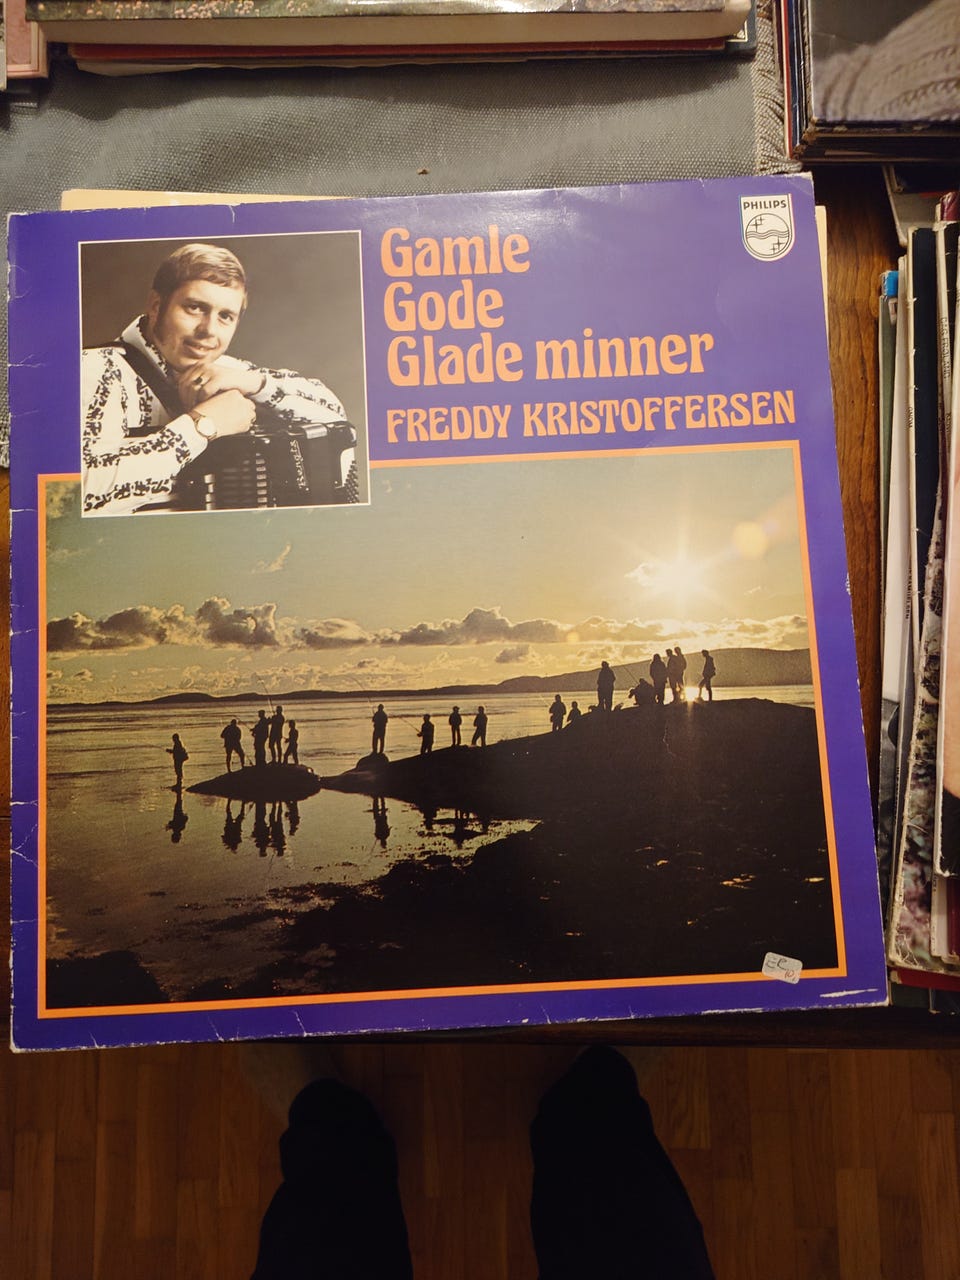 Gamle
Gode
Glade minner
FREDDY KRISTOFFERSEN
PHILIPS